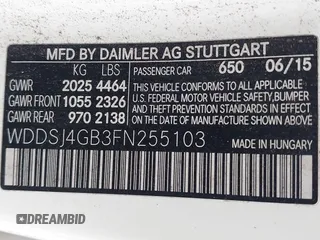 MFD BY DAIMLER AG STUTTGART
KG LBS PASSENGER CAR 650 06/15
GVWR 2025 4464
GAWR FRONT 1055 2326
GAWR REAR 970 2138
THIS VEHICLE CONFORMS TO ALL APPLICABLE
FEDERAL MOTOR VEHICLE SAFETY, BUMPER,
AND THEFT PREVENTION STANDARDS IN EFFECT
ON THE DATE OF MANUFACTURE SHOWN ABOVE.
WDDSJ4GB3FN255103
MADE IN HUNGARY
DREAMBID